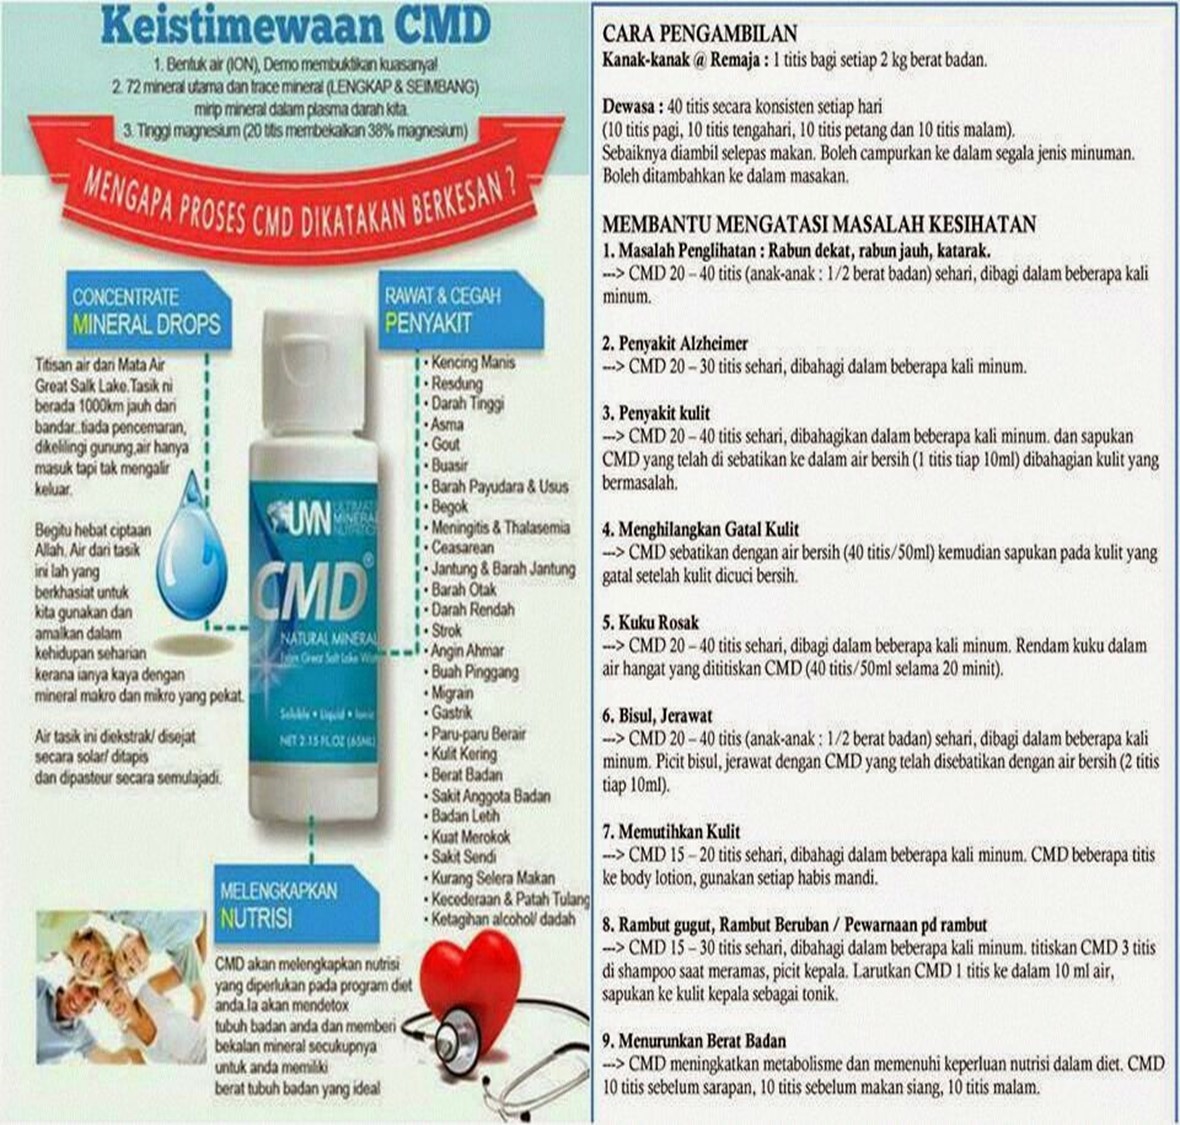 Keistimewaan CMD
1. Bentuk air (ION), Demo membuktikan kuasanya!
2. 72 mineral utama dan trace mineral (LENGKAP & SEIMBANG)
mirip mineral dalam plasma darah kita.
3. Tinggi magnesium (20 titis membekalkan 38% magnesium)
MENGAPA PROSES CMD DIKATAKAN BERKESAN ?
CONCENTRATE
MINERAL DROPS
Titisan air dari Mata Air
Great Salk Lake.Tasik ni
berada 1000km jauh dari
bandar..tiada pencemaran,
dikelilingi gunung,air hanya
masuk tapi tak mengalir
keluar.
Begitu hebat ciptaan
Allah. Air dari tasik
ini lah yang
berkhasiat untuk
kita gunakan dan
amalkan dalam
kehidupan seharian
kerana ianya kaya dengan
mineral makro dan mikro yang pekat.
Air tasik ini diekstrak/ disejat
secara solar/ ditapis
dan dipasteur secara semulajadi.
UMN
CMD®
NATURAL MINERAL
From Great Salt Lake
Soluble • Liquid • Ionic
NET 2.15 FL.OZ (65ML)
RAWAT & CEGAH
PENYAKIT
• Kencing Manis
• Resdung
• Darah Tinggi
• Asma
• Gout
• Buasir
• Barah Payudara & Usus
• Begok
• Meningitis & Thalasemia
• Ceasarean
• Jantung & Barah Jantung
• Barah Otak
• Darah Rendah
• Strok
• Angin Ahmar
• Buah Pinggang
• Migrain
• Gastrik
• Paru-paru Berair
• Kulit Kering
• Berat Badan
• Sakit Anggota Badan
• Badan Letih
• Kuat Merokok
• Sakit Sendi
• Kurang Selera Makan
• Kecederaan & Patah Tulang
• Ketagihan alcohol/ dadah
MELENGKAPKAN
NUTRISI
CMD akan melengkapkan nutrisi
yang diperlukan pada program diet
anda.Ia akan mendetox
tubuh badan anda dan memberi
bekalan mineral secukupnya
untuk anda memiliki
berat tubuh badan yang ideal
CARA PENGAMBILAN
Kanak-kanak @ Remaja : 1 titis bagi setiap 2 kg berat badan.
Dewasa : 40 titis secara konsisten setiap hari
(10 titis pagi, 10 titis tengahari, 10 titis petang dan 10 titis malam).
Sebaiknya diambil selepas makan. Boleh campurkan ke dalam segala jenis minuman.
Boleh ditambahkan ke dalam masakan.
MEMBANTU MENGATASI MASALAH KESIHATAN
1. Masalah Penglihatan : Rabun dekat, rabun jauh, katarak.
---> CMD 20 – 40 titis (anak-anak : 1/2 berat badan) sehari, dibagi dalam beberapa kali
minum.
2. Penyakit Alzheimer
---> CMD 20 – 30 titis sehari, dibahagi dalam beberapa kali minum.
3. Penyakit kulit
---> CMD 20 – 40 titis sehari, dibahagikan dalam beberapa kali minum. dan sapukan
CMD yang telah di sebatikan ke dalam air bersih (1 titis tiap 10ml) dibahagian kulit yang
bermasalah.
4. Menghilangkan Gatal Kulit
---> CMD sebatikan dengan air bersih (40 titis/50ml) kemudian sapukan pada kulit yang
gatal setelah kulit dicuci bersih.
5. Kuku Rosak
---> CMD 20 – 40 titis sehari, dibagi dalam beberapa kali minum. Rendam kuku dalam
air hangat yang dititiskan CMD (40 titis/50ml selama 20 minit).
6. Bisul, Jerawat
---> CMD 20 – 40 titis (anak-anak : 1/2 berat badan) sehari, dibagi dalam beberapa kali
minum. Picit bisul, jerawat dengan CMD yang telah disebatikan dengan air bersih (2 titis
tiap 10ml).
7. Memutihkan Kulit
---> CMD 15 – 20 titis sehari, dibahagi dalam beberapa kali minum. CMD beberapa titis
ke body lotion, gunakan setiap habis mandi.
8. Rambut gugut, Rambut Beruban / Pewarnaan pd rambut
---> CMD 15 – 30 titis sehari, dibahagi dalam beberapa kali minum. titiskan CMD 3 titis
di shampoo saat meramas, picit kepala. Larutkan CMD 1 titis ke dalam 10 ml air,
sapukan ke kulit kepala sebagai tonik.
9. Menurunkan Berat Badan
---> CMD meningkatkan metabolisme dan memenuhi keperluan nutrisi dalam diet. CMD
10 titis sebelum sarapan, 10 titis sebelum makan siang, 10 titis malam.